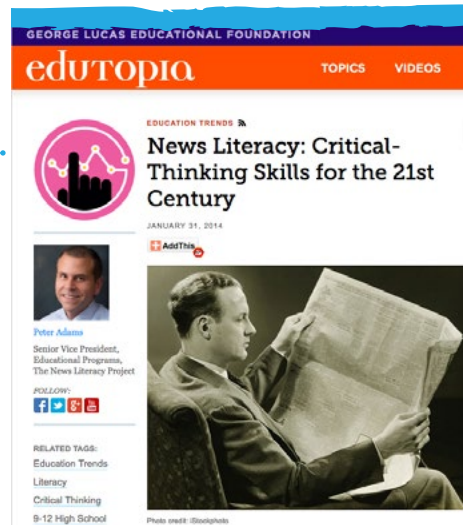 GEORGE LUCAS EDUCATIONAL FOUNDATION
edutopia
TOPICS VIDEOS
EDUCATION TRENDS
News Literacy: Critical-
Thinking Skills for the 21st
Century
JANUARY 31, 2014
AddThis
Peter Adams
Senior Vice President,
Educational Programs,
The News Literacy Project
FOLLOW:
RELATED TAGS:
Education Trends
Literacy
Critical Thinking
9-12 High School
Photo credit: iStockphoto